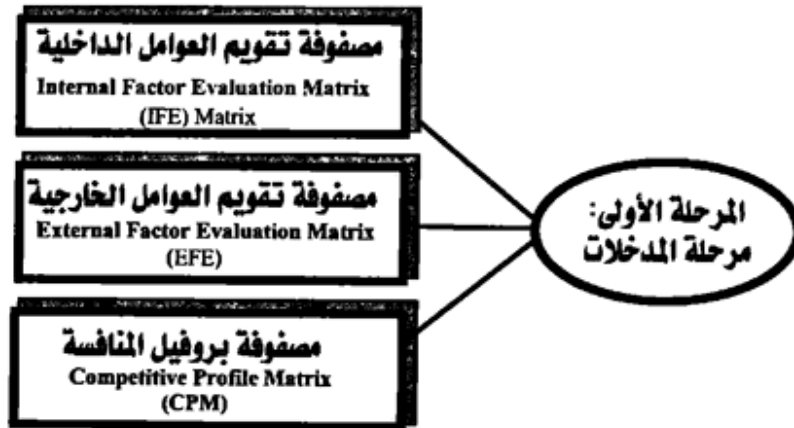 مصفوفة تقويم العوامل الداخلية
Internal Factor Evaluation Matrix
(IFE) Matrix
المرحلة الأولى:
مرحلة المدخلات
مصفوفة تقويم العوامل الخارجية
External Factor Evaluation Matrix
(EFE)
مصفوفة بروفيل المنافسة
Competitive Profile Matrix
(CPM)